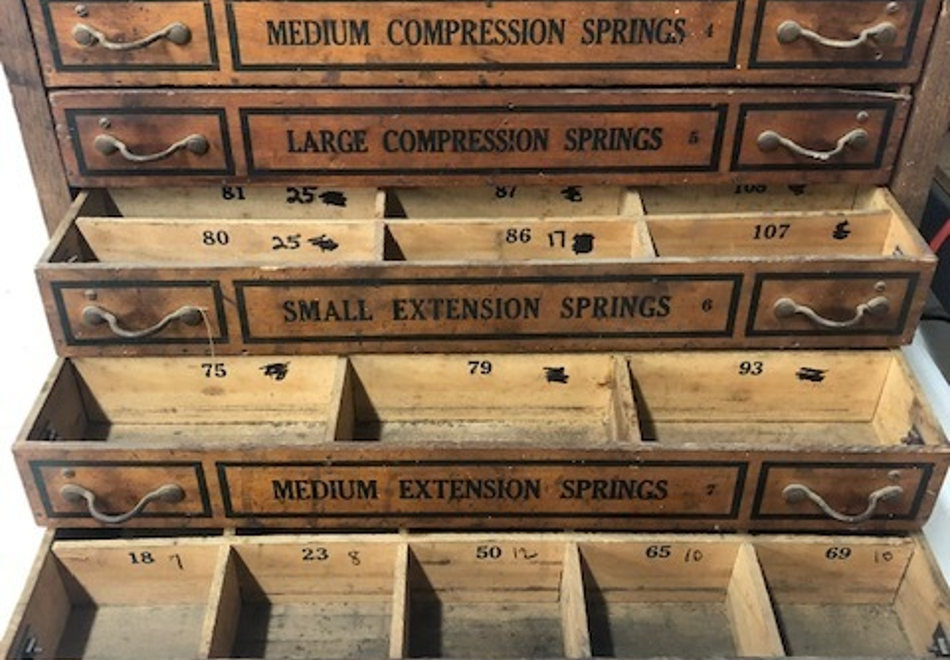 MEDIUM COMPRESSION SPRINGS 4
LARGE COMPRESSION SPRINGS 5
81 25 87
80 25 86 17 107
SMALL EXTENSION SPRINGS 6
75 79 93
MEDIUM EXTENSION SPRINGS 7
18 7 23 8 50 12 65 10 69 10